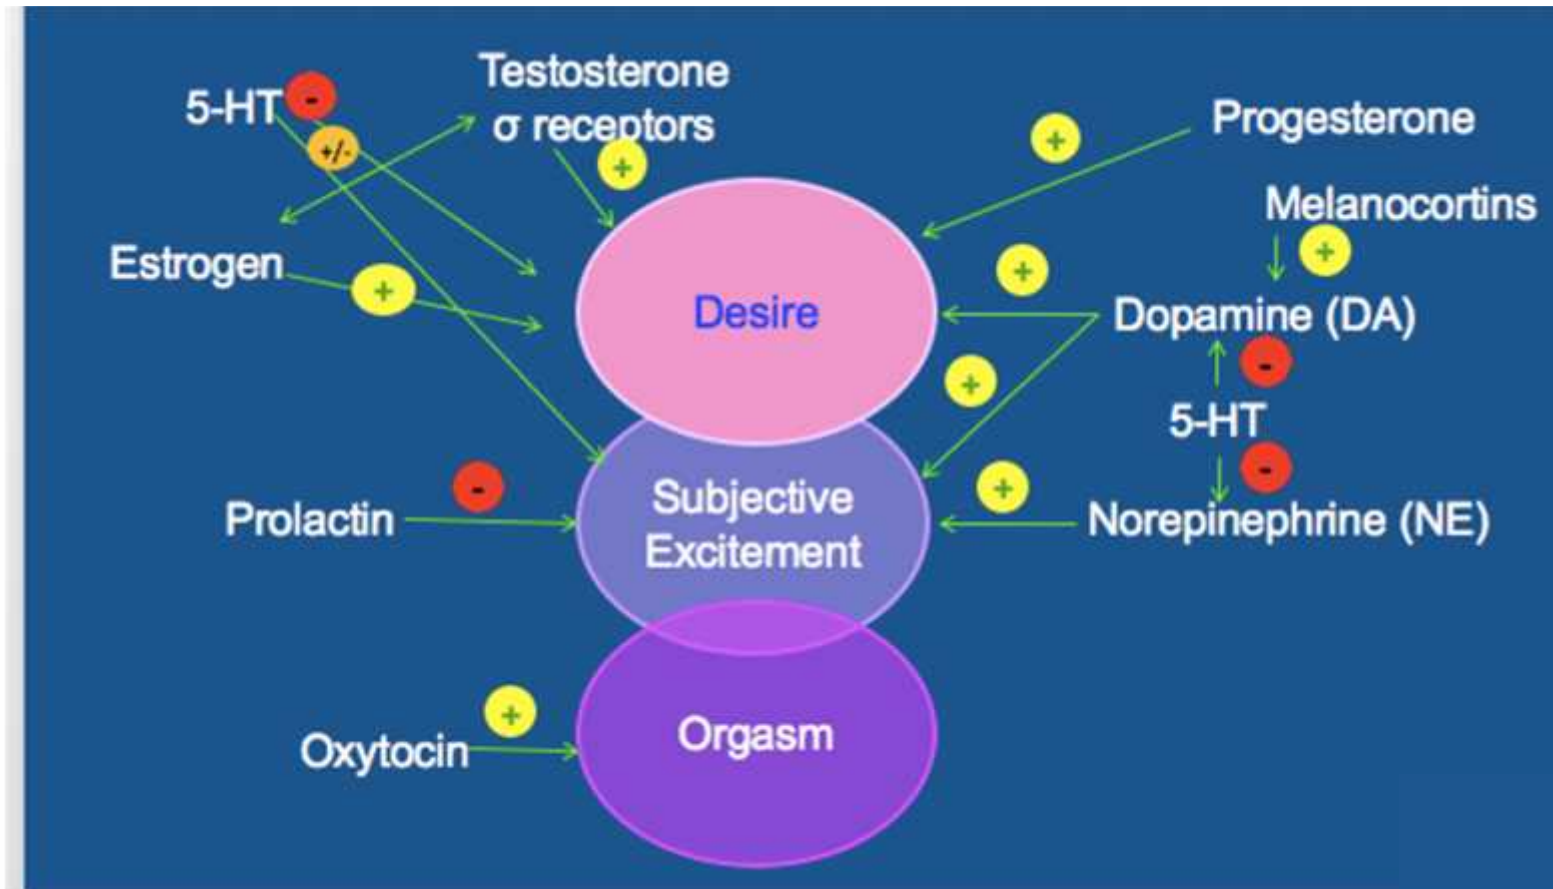 Testosterone
σ receptors
5-HT
-
+/-
+
Progesterone
+
Melanocortins
+
Estrogen
+
+
Desire
Dopamine (DA)
-
+
5-HT
-
Prolactin
-
Subjective
Excitement
+
Norepinephrine (NE)
Oxytocin
+
Orgasm